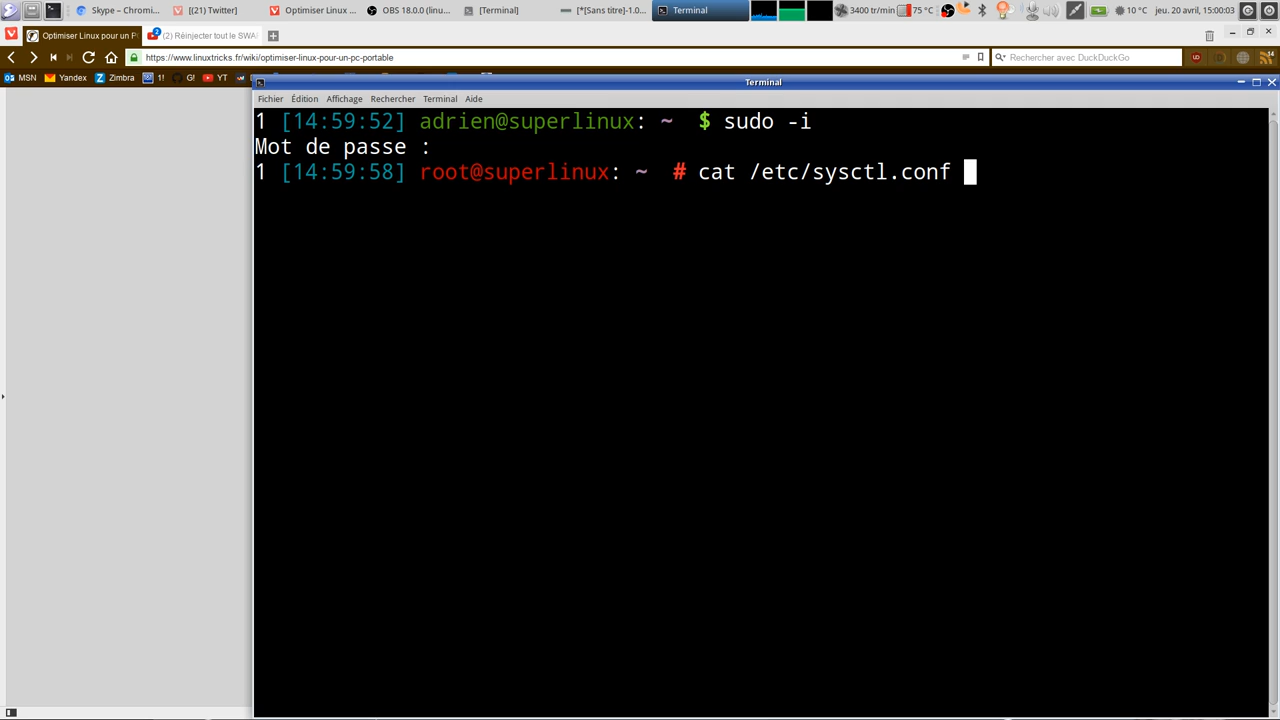 Skype – Chromi...
[(21) Twitter]
Optimiser Linux ...
OBS 18.0.0 (linu...
[Terminal]
[*[Sans titre]-1.0...
Terminal
3400 tr/min
75 °C
10 °C
jeu. 20 avril, 15:00:03
Optimiser Linux pour un P
2
(2) Réinjecter tout le SWA
https://www.linuxtricks.fr/wiki/optimiser-linux-pour-un-pc-portable
Rechercher avec DuckDuckGo
14
MSN
Yandex
Zimbra
1!
G!
YT
Terminal
Fichier Édition Affichage Rechercher Terminal Aide
1 [14:59:52] adrien@superlinux: ~ $ sudo -i
Mot de passe :
1 [14:59:58] root@superlinux: ~ # cat /etc/sysctl.conf